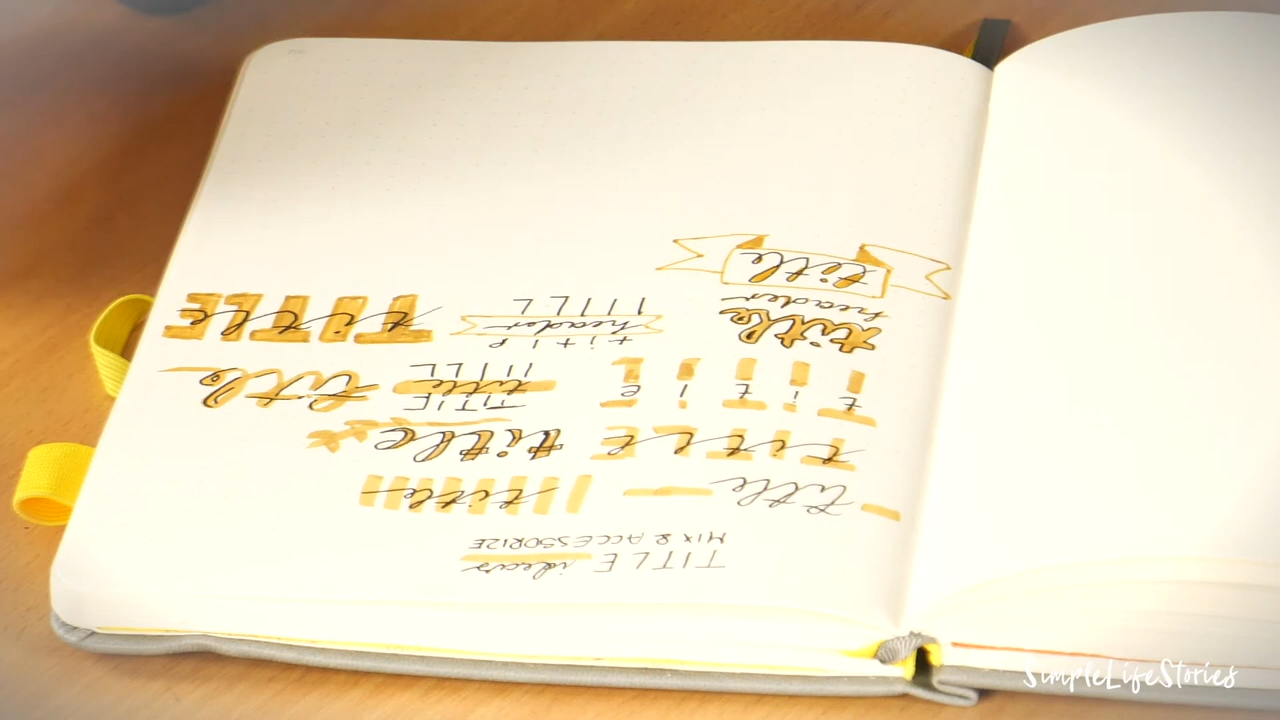 TITLE ideas
MIX & ACCESSORIZE
title title
TITLE title title
title TITLE title title
title header TITLE header TITLE title
title
SimpleLifeStories